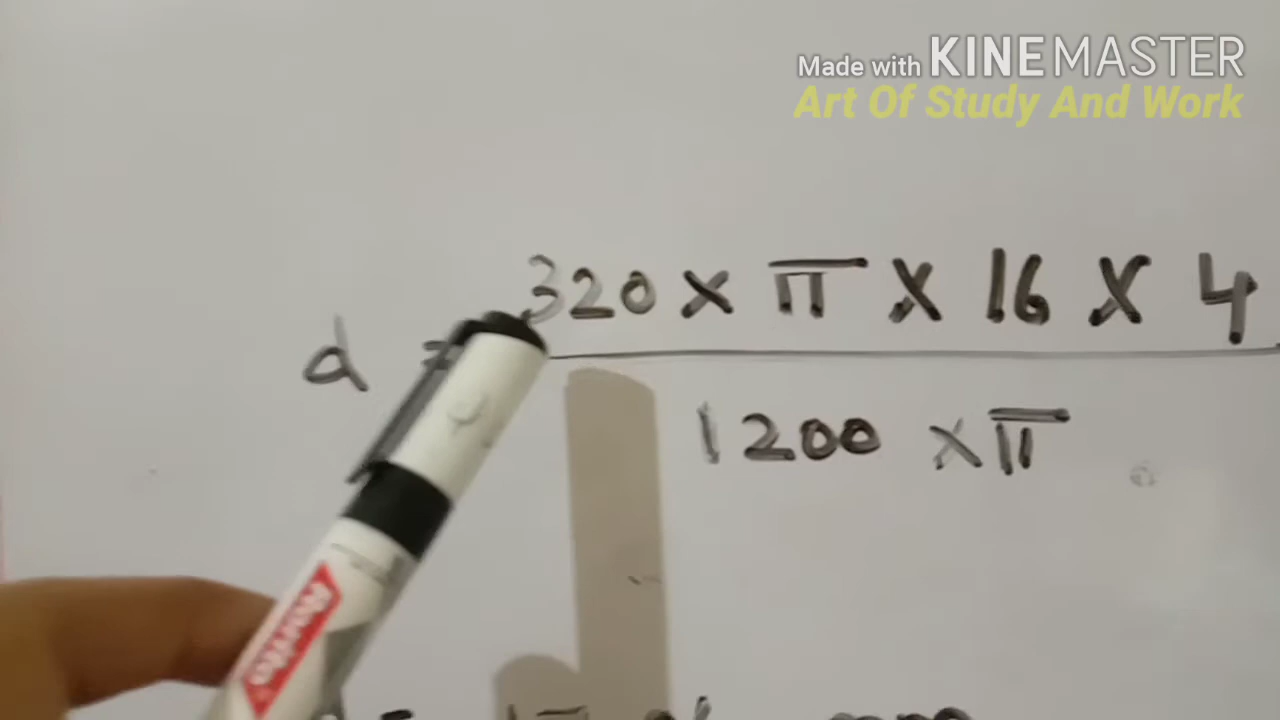 Made with KINEMASTER
Art Of Study And Work
320 × π × 16 × 4
d =
1200 × π